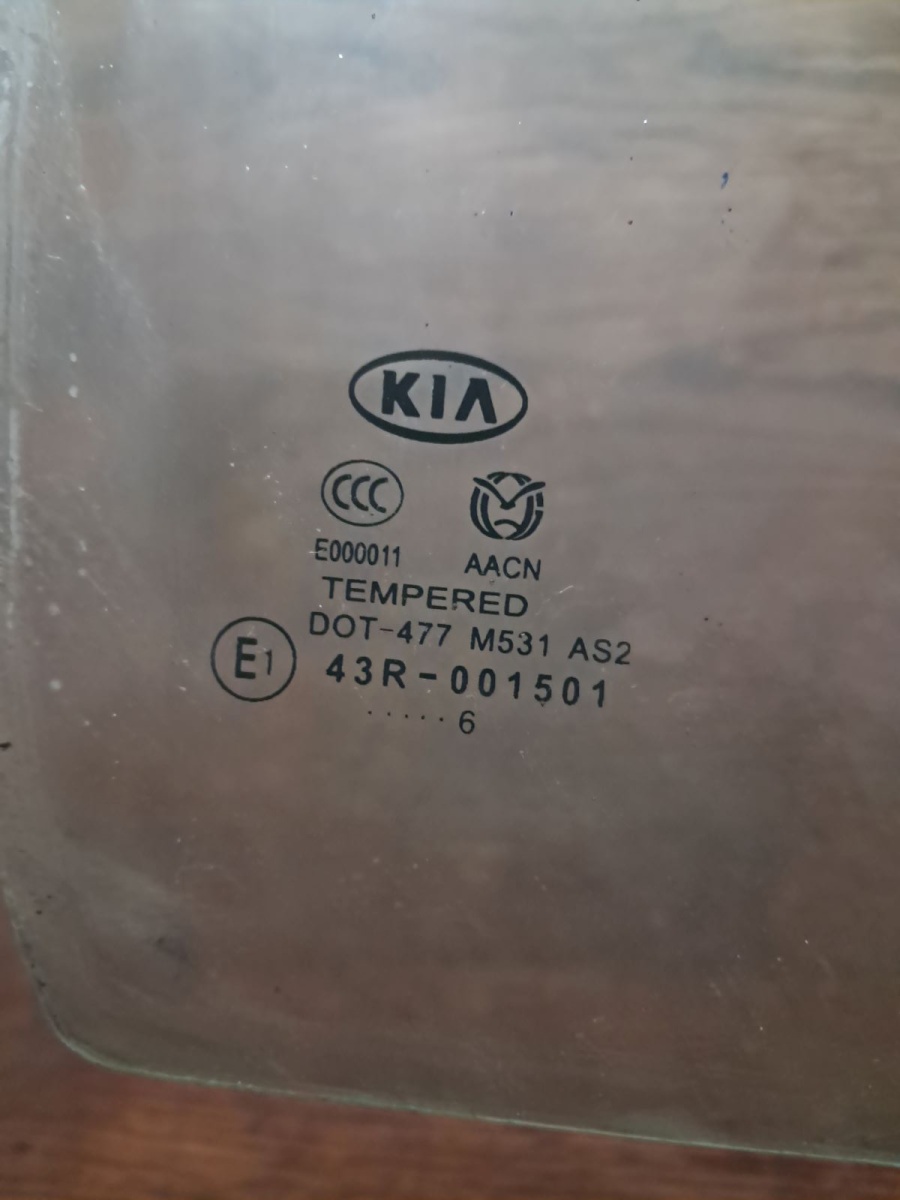 KIA
CCC
E000011 AACN
TEMPERED
DOT-477 M531 AS2
E1 43R-001501
.....6